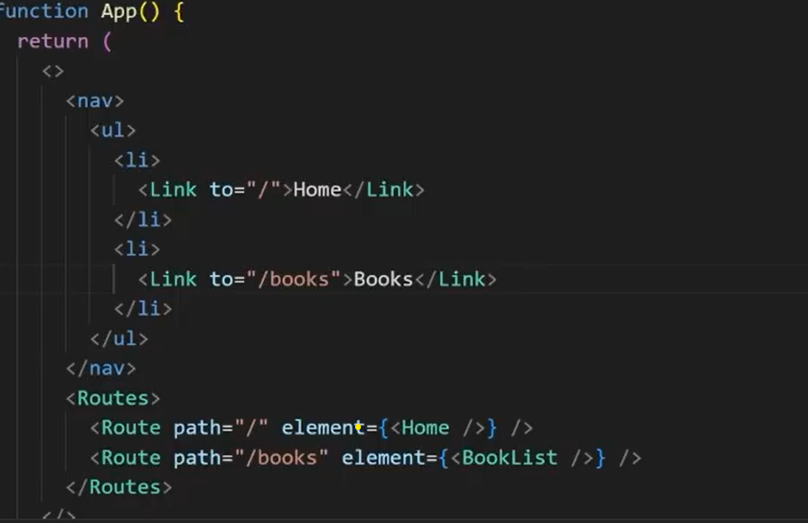 function App() {
return (
<>
<nav>
<ul>
<li>
<Link to="/">Home</Link>
</li>
<li>
<Link to="/books">Books</Link>
</li>
</ul>
</nav>
<Routes>
<Route path="/" element={<Home />} />
<Route path="/books" element={<BookList />} />
</Routes>
</>